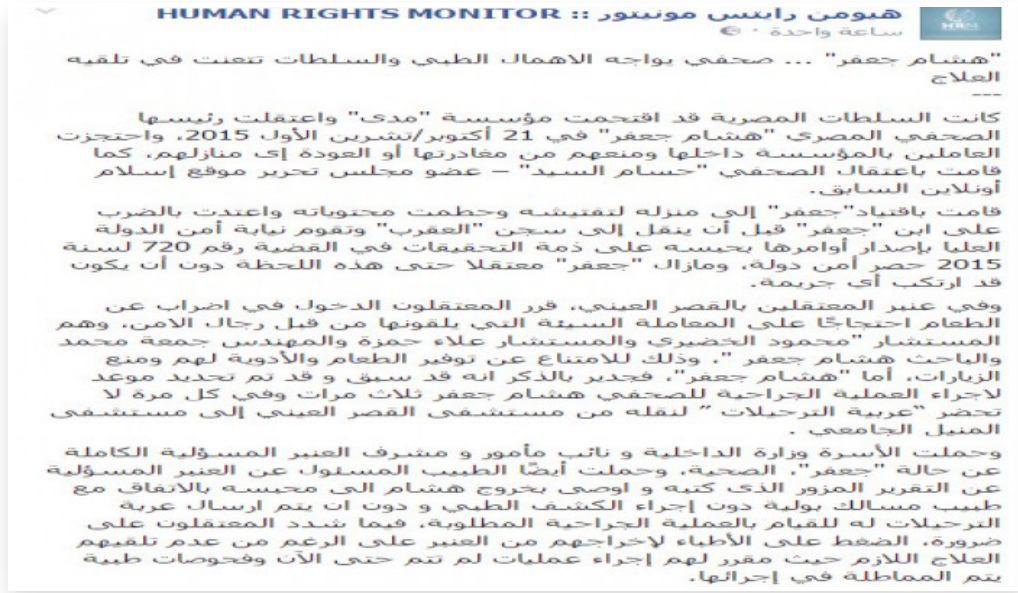 هيومن رايتس مونيتور :: HUMAN RIGHTS MONITOR
ساعة واحدة ·
HRM
"هشام جعفر" ... صحفي يواجه الاهمال الطبي والسلطات تتعنت في تلقيه
العلاج
---
كانت السلطات المصرية قد اقتحمت مؤسسة "مدى" واعتقلت رئيسها
الصحفي المصري "هشام جعفر" في 21 أكتوبر/تشرين الأول 2015، واحتجزت
العاملين بالمؤسسة داخلها ومنعهم من مغادرتها أو العودة إى منازلهم، كما
قامت باعتقال الصحفي "حسام السيد" – عضو مجلس تحرير موقع إسلام
أونلاين السابق.
قامت باقتياد"جعفر" إلى منزله لتفتيشه وحطمت محتوياته واعتدت بالضرب
على ابن "جعفر" قبل أن ينقل إلى سجن "العقرب" وتقوم نيابة أمن الدولة
العليا بإصدار أوامرها بحبسه على ذمة التحقيقات في القضية رقم 720 لسنة
2015 حصر أمن دولة، ومازال "جعفر" معتقلا حتى هذه اللحظة دون أن يكون
قد ارتكب أي جريمة.
وفي عنبر المعتقلين بالقصر العيني، قرر المعتقلون الدخول في اضراب عن
الطعام احتجاجًا على المعاملة السيئة التي يلقونها من قبل رجال الامن، وهم
المستشار "محمود الخضيري والمستشار علاء حمزة والمهندس جمعة محمد
والباحث هشام جعفر "، وذلك للامتناع عن توفير الطعام والأدوية لهم ومنع
الزيارات، أما "هشام جعفر"، فجدير بالذكر انه قد سبق و قد تم تحديد موعد
لاجراء العملية الجراحية للصحفي هشام جعفر ثلاث مرات وفي كل مرة لا
تحضر "عربية الترحيلات " لنقله من مستشفى القصر العيني إلى مستشفى
المنيل الجامعي .
وحملت الأسرة وزارة الداخلية و نائب مأمور و مشرف العنبر المسؤلية الكاملة
عن حالة "جعفر"، الصحية، وحملت أيضًا الطبيب المسئول عن العنبر المسؤلية
عن التقرير المزور الذى كتبه و اوصى بخروج هشام الى محبسه بالاتفاق مع
طبيب مسالك بولية دون إجراء الكشف الطبي و دون ان يتم ارسال عربة
الترحيلات له للقيام بالعملية الجراحية المطلوبة، فيما شدد المعتقلون على
ضرورة، الضغط على الأطباء لإخراجهم من العنبر على الرغم من عدم تلقيهم
العلاج اللازم حيث مقرر لهم إجراء عمليات لم تتم حتى الآن وفحوصات طبية
يتم المماطلة في إجرائها.